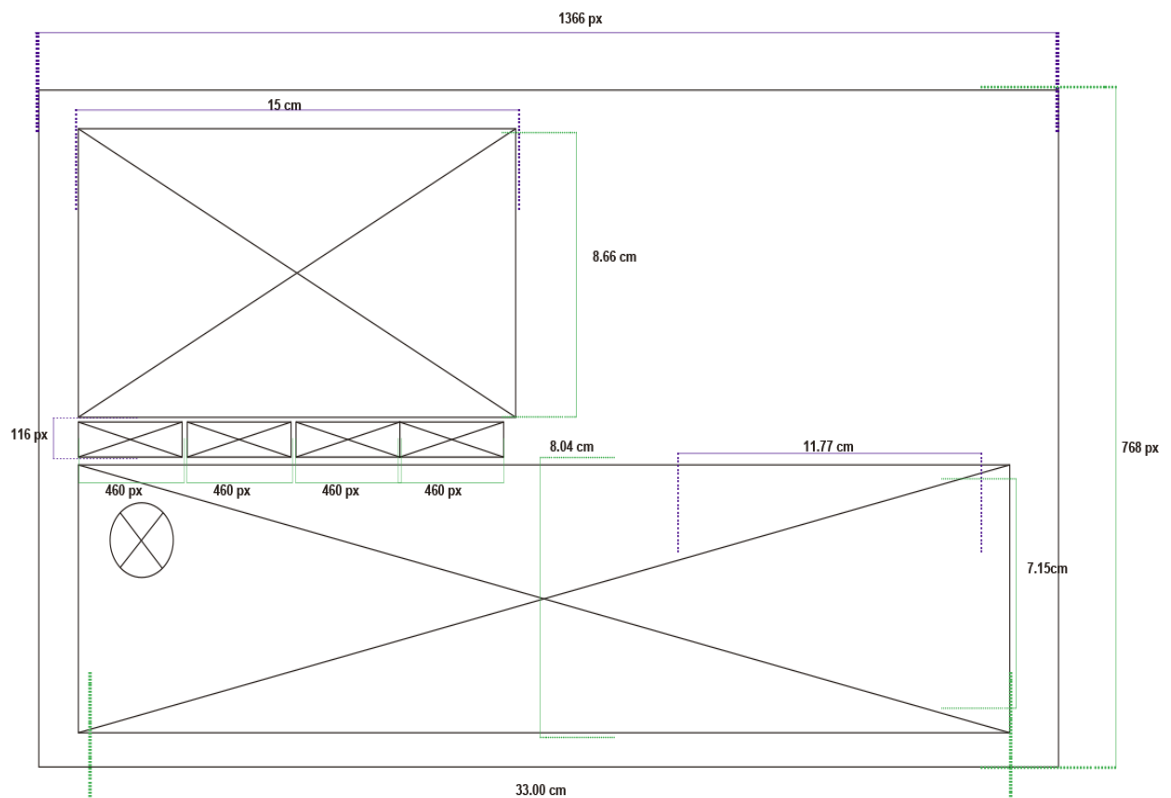 1366 px
15 cm
8.66 cm
116 px
8.04 cm
11.77 cm
768 px
460 px
460 px
460 px
460 px
7.15cm
33.00 cm